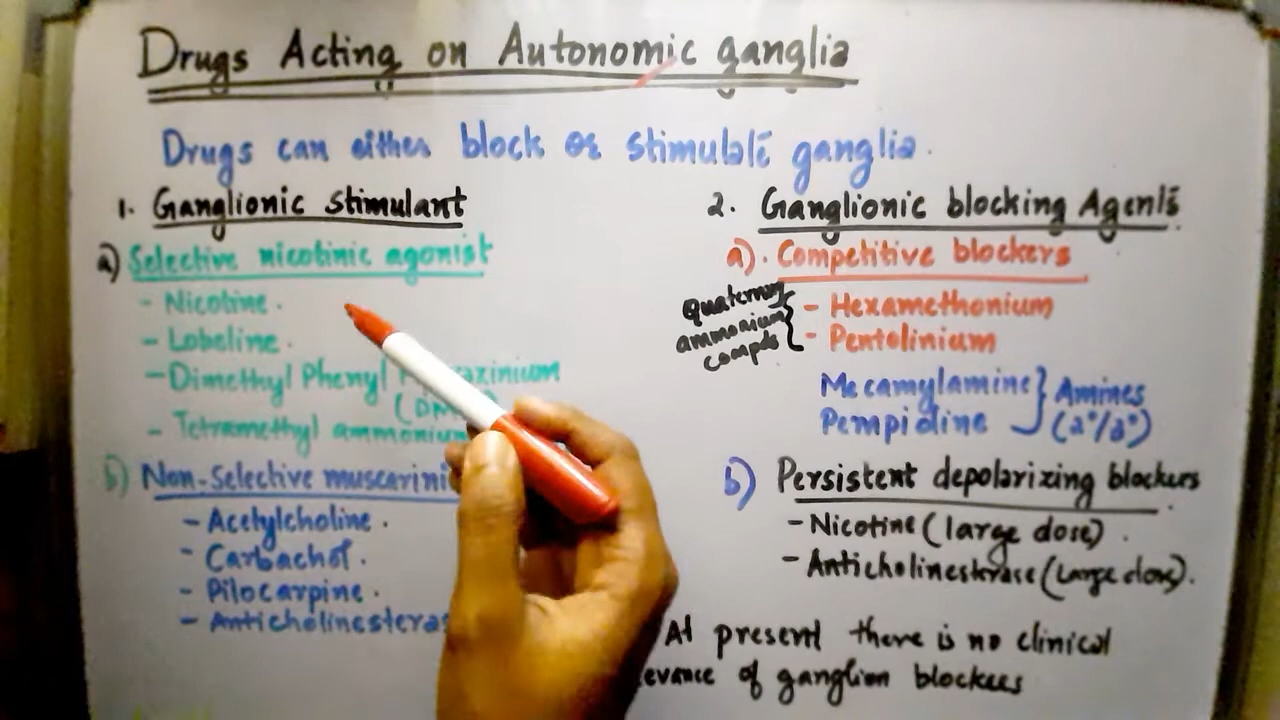 Drugs Acting on Autonomic ganglia
Drugs can either block or stimulate ganglia.
1. Ganglionic Stimulant
a) Selective nicotinic agonist
- Nicotine.
- Lobeline.
- Dimethyl Phenyl
- Tetramethyl ammonium
b) Non-Selective
- Acetylcholine.
- Carbachol.
- Pilocarpine.
2. Ganglionic blocking Agents
a). Competitive blockers
Quaternary
ammonium
compds
- Hexamethonium
- Pentolinium
Mecamylamine
Pempidine
Amines
(2°/3°)
b) Persistent depolarizing blockers
- Nicotine (large dose).
- Anticholinesterase (Large dose).
At present there is no clinical
of ganglion blockers